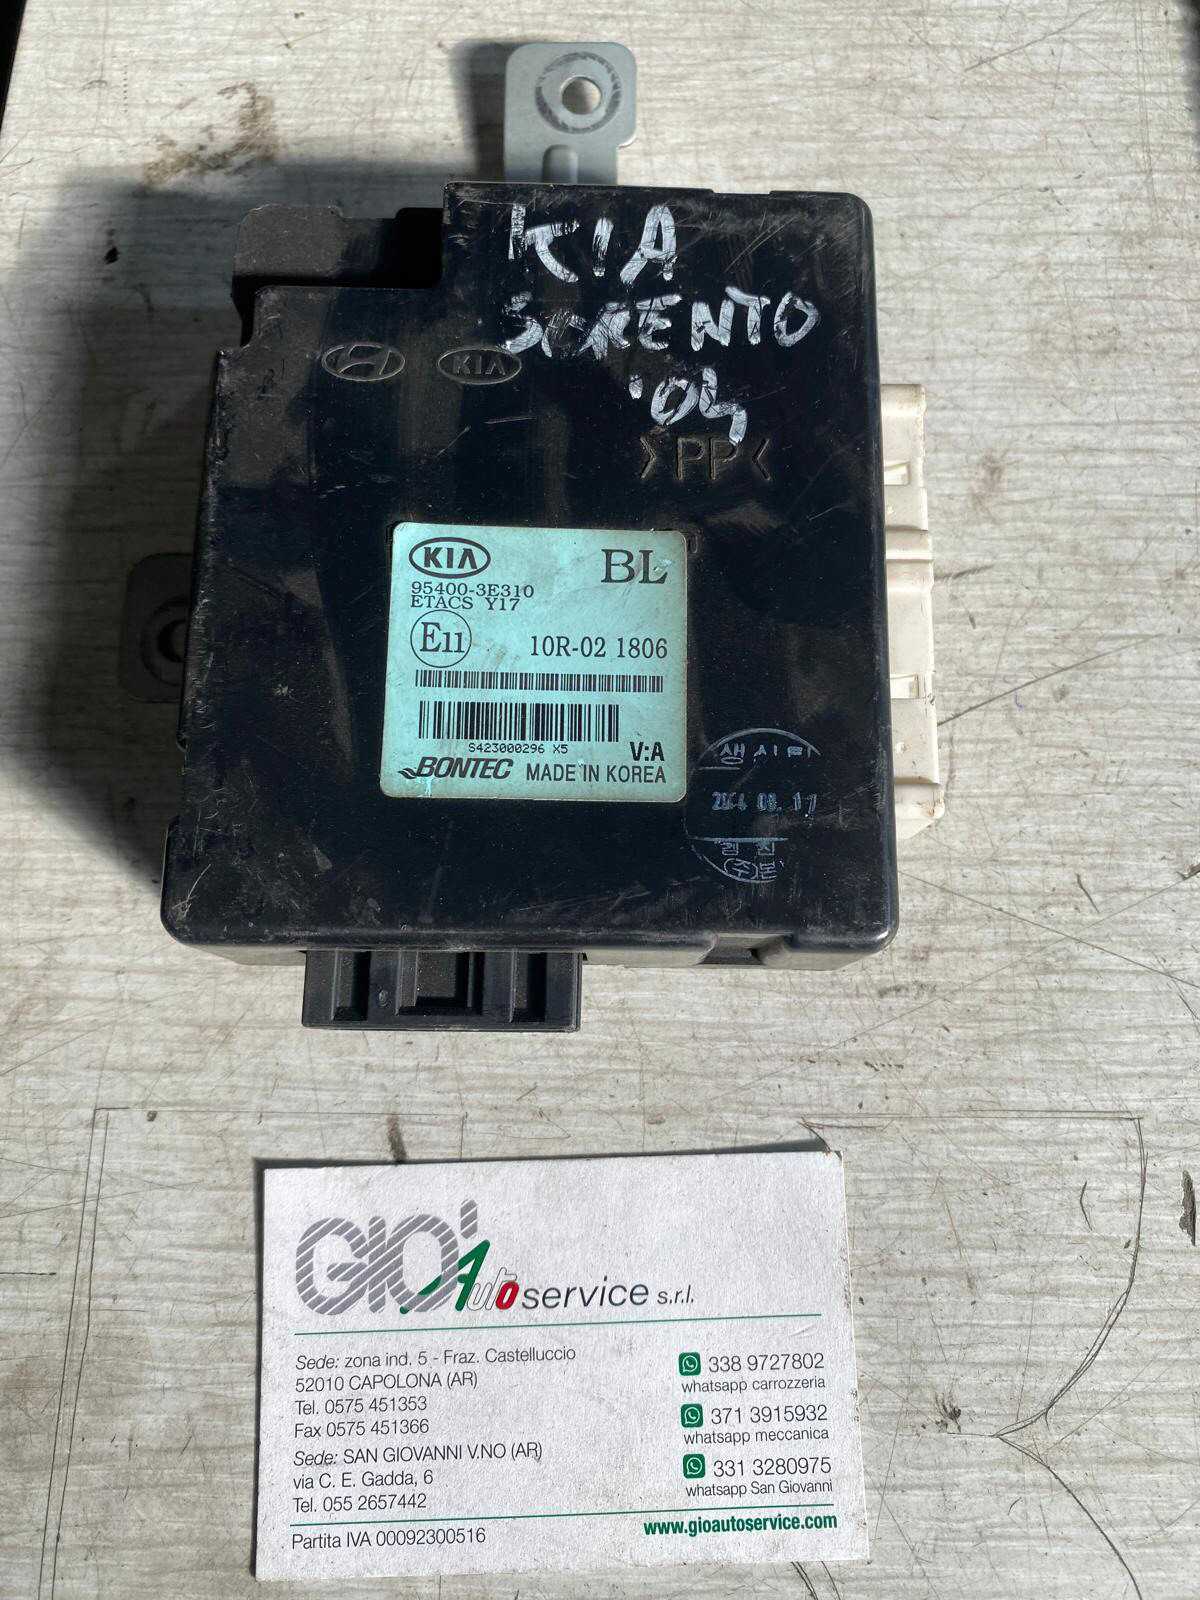 KIA
SORENTO
'04
KIA
>PP<
KIA
BL
95400-3E310
ETACS Y17
E11
10R-02 1806
S423000296 X5
V:A
BONTEC MADE IN KOREA
2004 08. 17
(주)본
GIO' Autoservice s.r.l.
Sede: zona ind. 5 - Fraz. Castelluccio
52010 CAPOLONA (AR)
Tel. 0575 451353
Fax 0575 451366
Sede: SAN GIOVANNI V.NO (AR)
via C. E. Gadda, 6
Tel. 055 2657442
Partita IVA 00092300516
338 9727802
whatsapp carrozzeria
371 3915932
whatsapp meccanica
331 3280975
whatsapp San Giovanni
www.gioautoservice.com